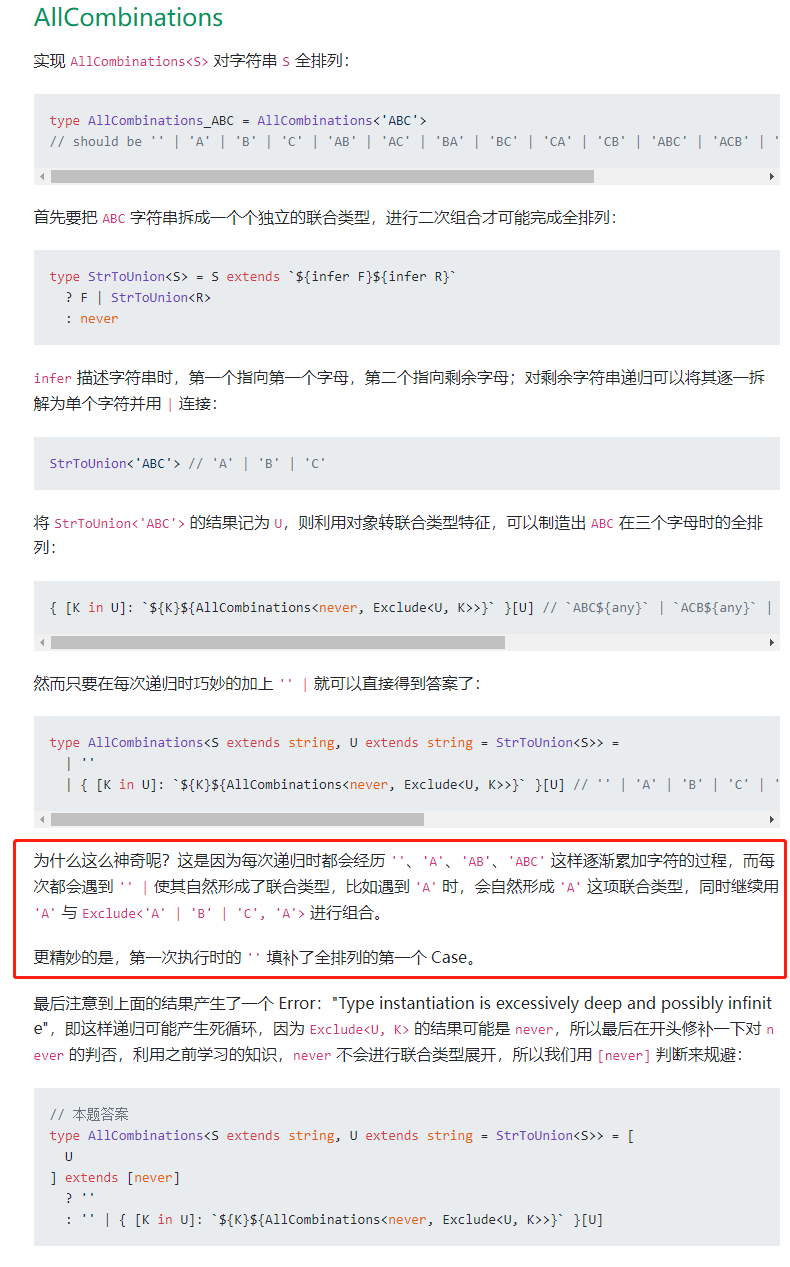 AllCombinations
实现 AllCombinations<S> 对字符串 S 全排列：
type AllCombinations_ABC = AllCombinations<'ABC'>
// should be '' | 'A' | 'B' | 'C' | 'AB' | 'AC' | 'BA' | 'BC' | 'CA' | 'CB' | 'ABC' | 'ACB' | '
首先要把 ABC 字符串拆成一个个独立的联合类型，进行二次组合才可能完成全排列：
type StrToUnion<S> = S extends `${infer F}${infer R}`
? F | StrToUnion<R>
: never
infer 描述字符串时，第一个指向第一个字母，第二个指向剩余字母；对剩余字符串递归可以将其逐一拆
解为单个字符并用 | 连接：
StrToUnion<'ABC'> // 'A' | 'B' | 'C'
将 StrToUnion<'ABC'> 的结果记为 U，则利用对象转联合类型特征，可以制造出 ABC 在三个字母时的全排
列：
{ [K in U]: `${K}${AllCombinations<never, Exclude<U, K>>}` }[U] // `ABC${any}` | `ACB${any}` |
然而只要在每次递归时巧妙的加上 '' | 就可以直接得到答案了：
type AllCombinations<S extends string, U extends string = StrToUnion<S>> =
| ''
| { [K in U]: `${K}${AllCombinations<never, Exclude<U, K>>}` }[U] // '' | 'A' | 'B' | 'C' | '
为什么这么神奇呢？这是因为每次递归时都会经历 ''、'A'、'AB'、'ABC' 这样逐渐累加字符的过程，而每
次都会遇到 '' | 使其自然形成了联合类型，比如遇到 'A' 时，会自然形成 'A' 这项联合类型，同时继续用
'A' 与 Exclude<'A' | 'B' | 'C', 'A'> 进行组合。
更精妙的是，第一次执行时的 '' 填补了全排列的第一个 Case。
最后注意到上面的结果产生了一个 Error："Type instantiation is excessively deep and possibly infinit
e"，即这样递归可能产生死循环，因为 Exclude<U, K> 的结果可能是 never，所以最后在开头修补一下对 n
ever 的判否，利用之前学习的知识，never 不会进行联合类型展开，所以我们用 [never] 判断来规避：
// 本题答案
type AllCombinations<S extends string, U extends string = StrToUnion<S>> = [
U
] extends [never]
? ''
: '' | { [K in U]: `${K}${AllCombinations<never, Exclude<U, K>>}` }[U]